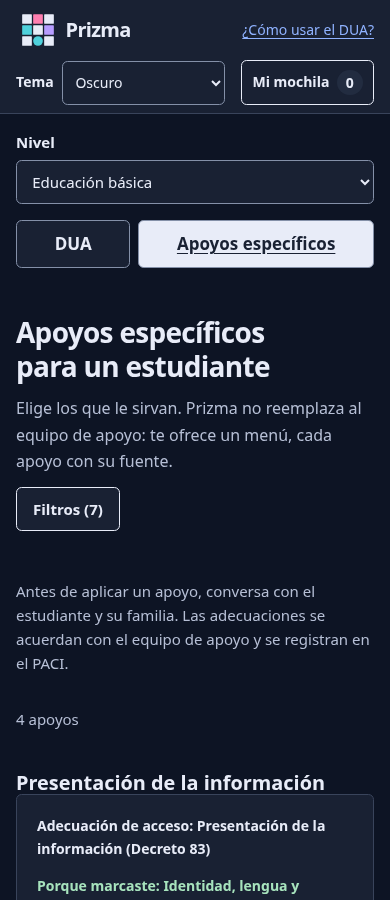 Prizma
¿Cómo usar el DUA?
Tema
Oscuro
Mi mochila 0
Nivel
Educación básica
DUA
Apoyos específicos
Apoyos específicos
para un estudiante
Elige los que le sirvan. Prizma no reemplaza al
equipo de apoyo: te ofrece un menú, cada
apoyo con su fuente.
Filtros (7)
Antes de aplicar un apoyo, conversa con el
estudiante y su familia. Las adecuaciones se
acuerdan con el equipo de apoyo y se registran en
el PACI.
4 apoyos
Presentación de la información
Adecuación de acceso: Presentación de la
información (Decreto 83)
Porque marcaste: Identidad, lengua y